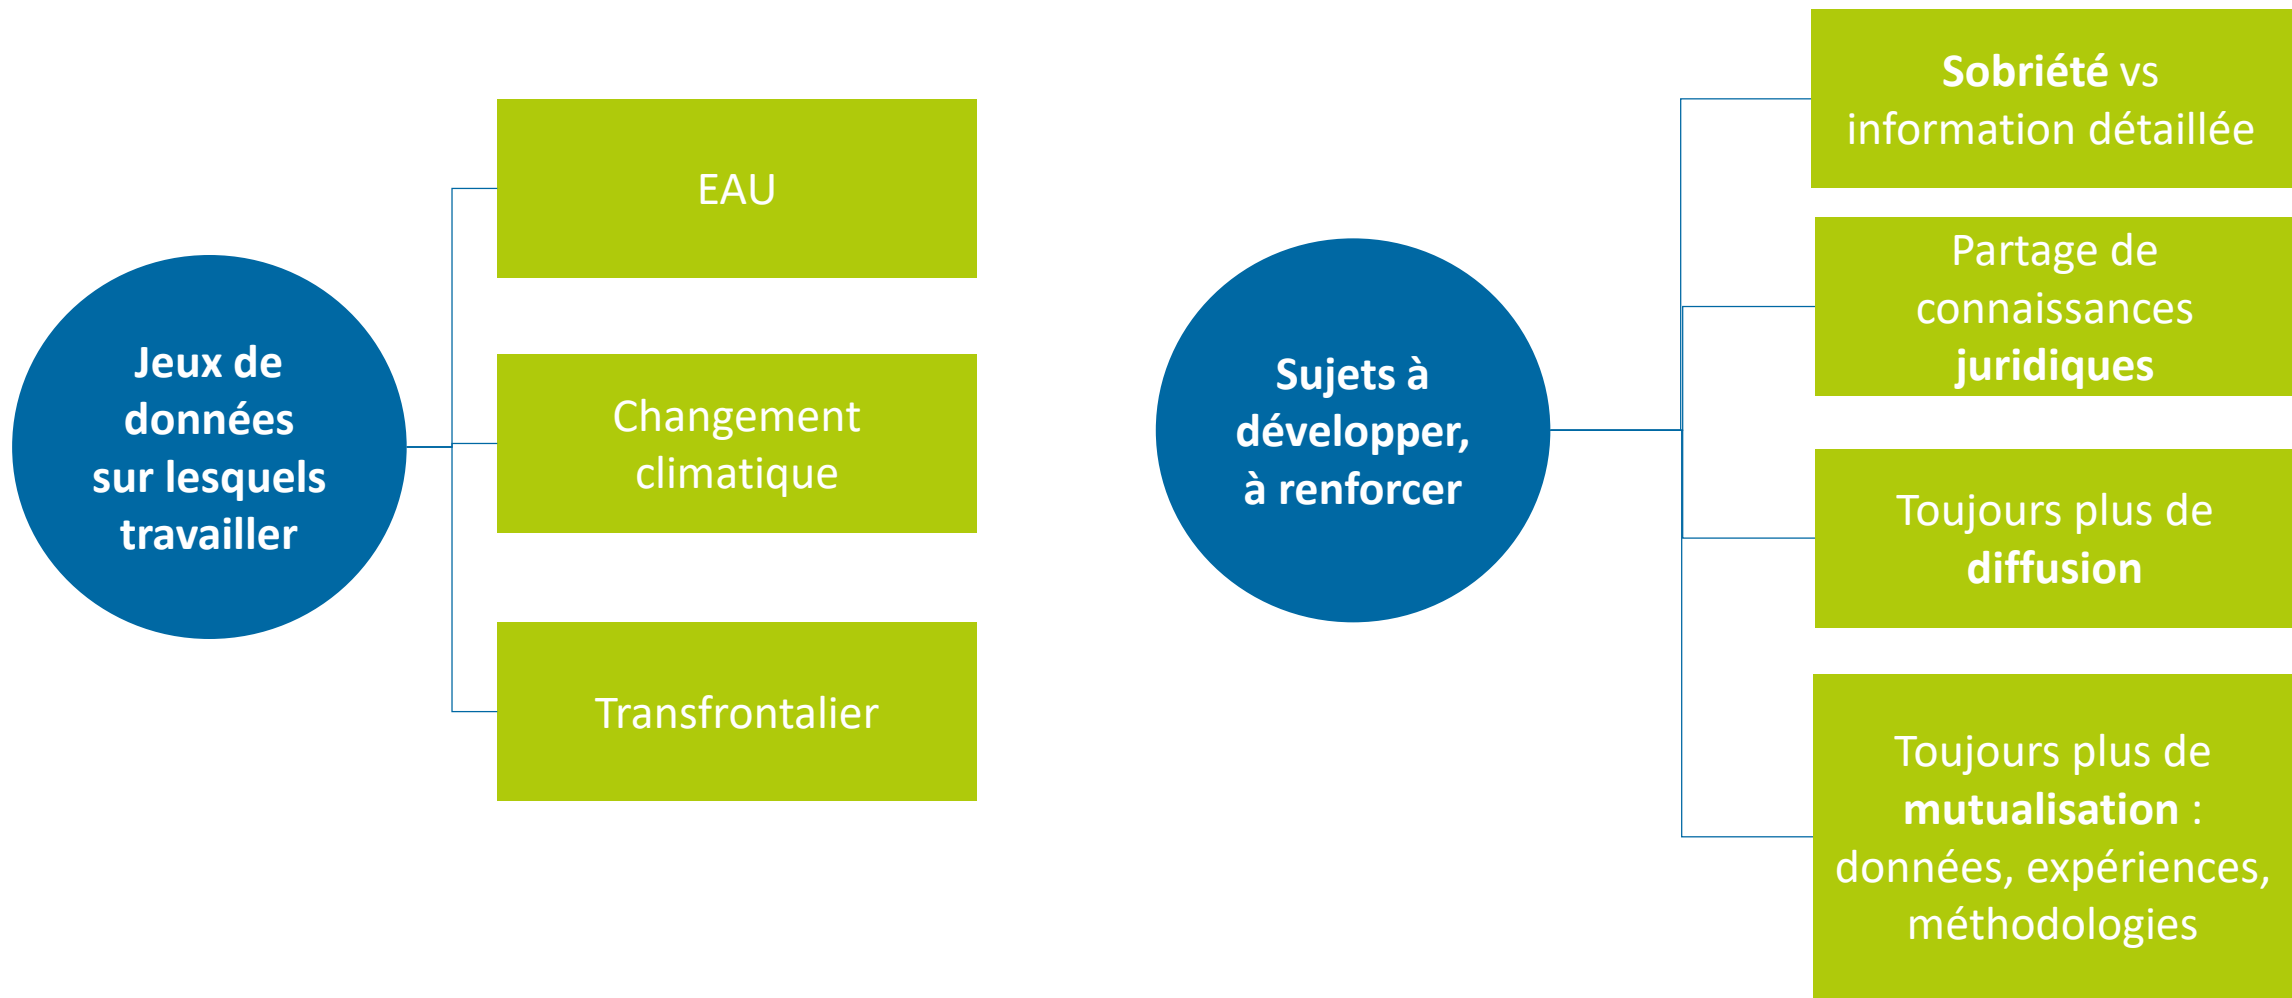 Jeux de
données
sur lesquels
travailler
EAU
Changement
climatique
Transfrontalier
Sujets à
développer,
à renforcer
Sobriété vs
information détaillée
Partage de
connaissances
juridiques
Toujours plus de
diffusion
Toujours plus de
mutualisation :
données, expériences,
méthodologies